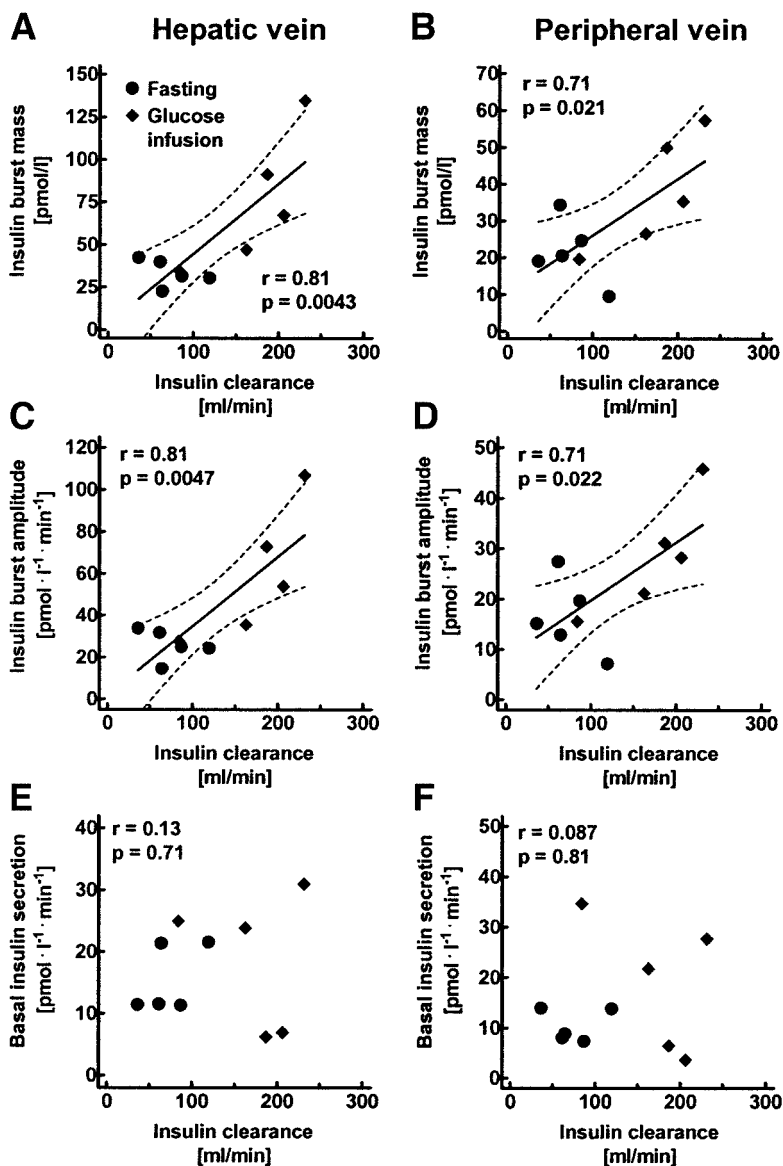 A Hepatic vein
B Peripheral vein
Insulin burst mass
[pmol/l]
150
125
100
75
50
25
0
● Fasting
◆ Glucose
infusion
r = 0.81
p = 0.0043
0 100 200 300
Insulin clearance
[ml/min]
Insulin burst mass
[pmol/l]
70
60
50
40
30
20
10
0
r = 0.71
p = 0.021
0 100 200 300
Insulin clearance
[ml/min]
C
Insulin burst amplitude
[pmol · l⁻¹ · min⁻¹]
120
100
80
60
40
20
0
r = 0.81
p = 0.0047
0 100 200 300
Insulin clearance
[ml/min]
D
Insulin burst amplitude
[pmol · l⁻¹ · min⁻¹]
50
40
30
20
10
0
r = 0.71
p = 0.022
0 100 200 300
Insulin clearance
[ml/min]
E
Basal insulin secretion
[pmol · l⁻¹ · min⁻¹]
40
30
20
10
0
r = 0.13
p = 0.71
0 100 200 300
Insulin clearance
[ml/min]
F
Basal insulin secretion
[pmol · l⁻¹ · min⁻¹]
50
40
30
20
10
0
r = 0.087
p = 0.81
0 100 200 300
Insulin clearance
[ml/min]